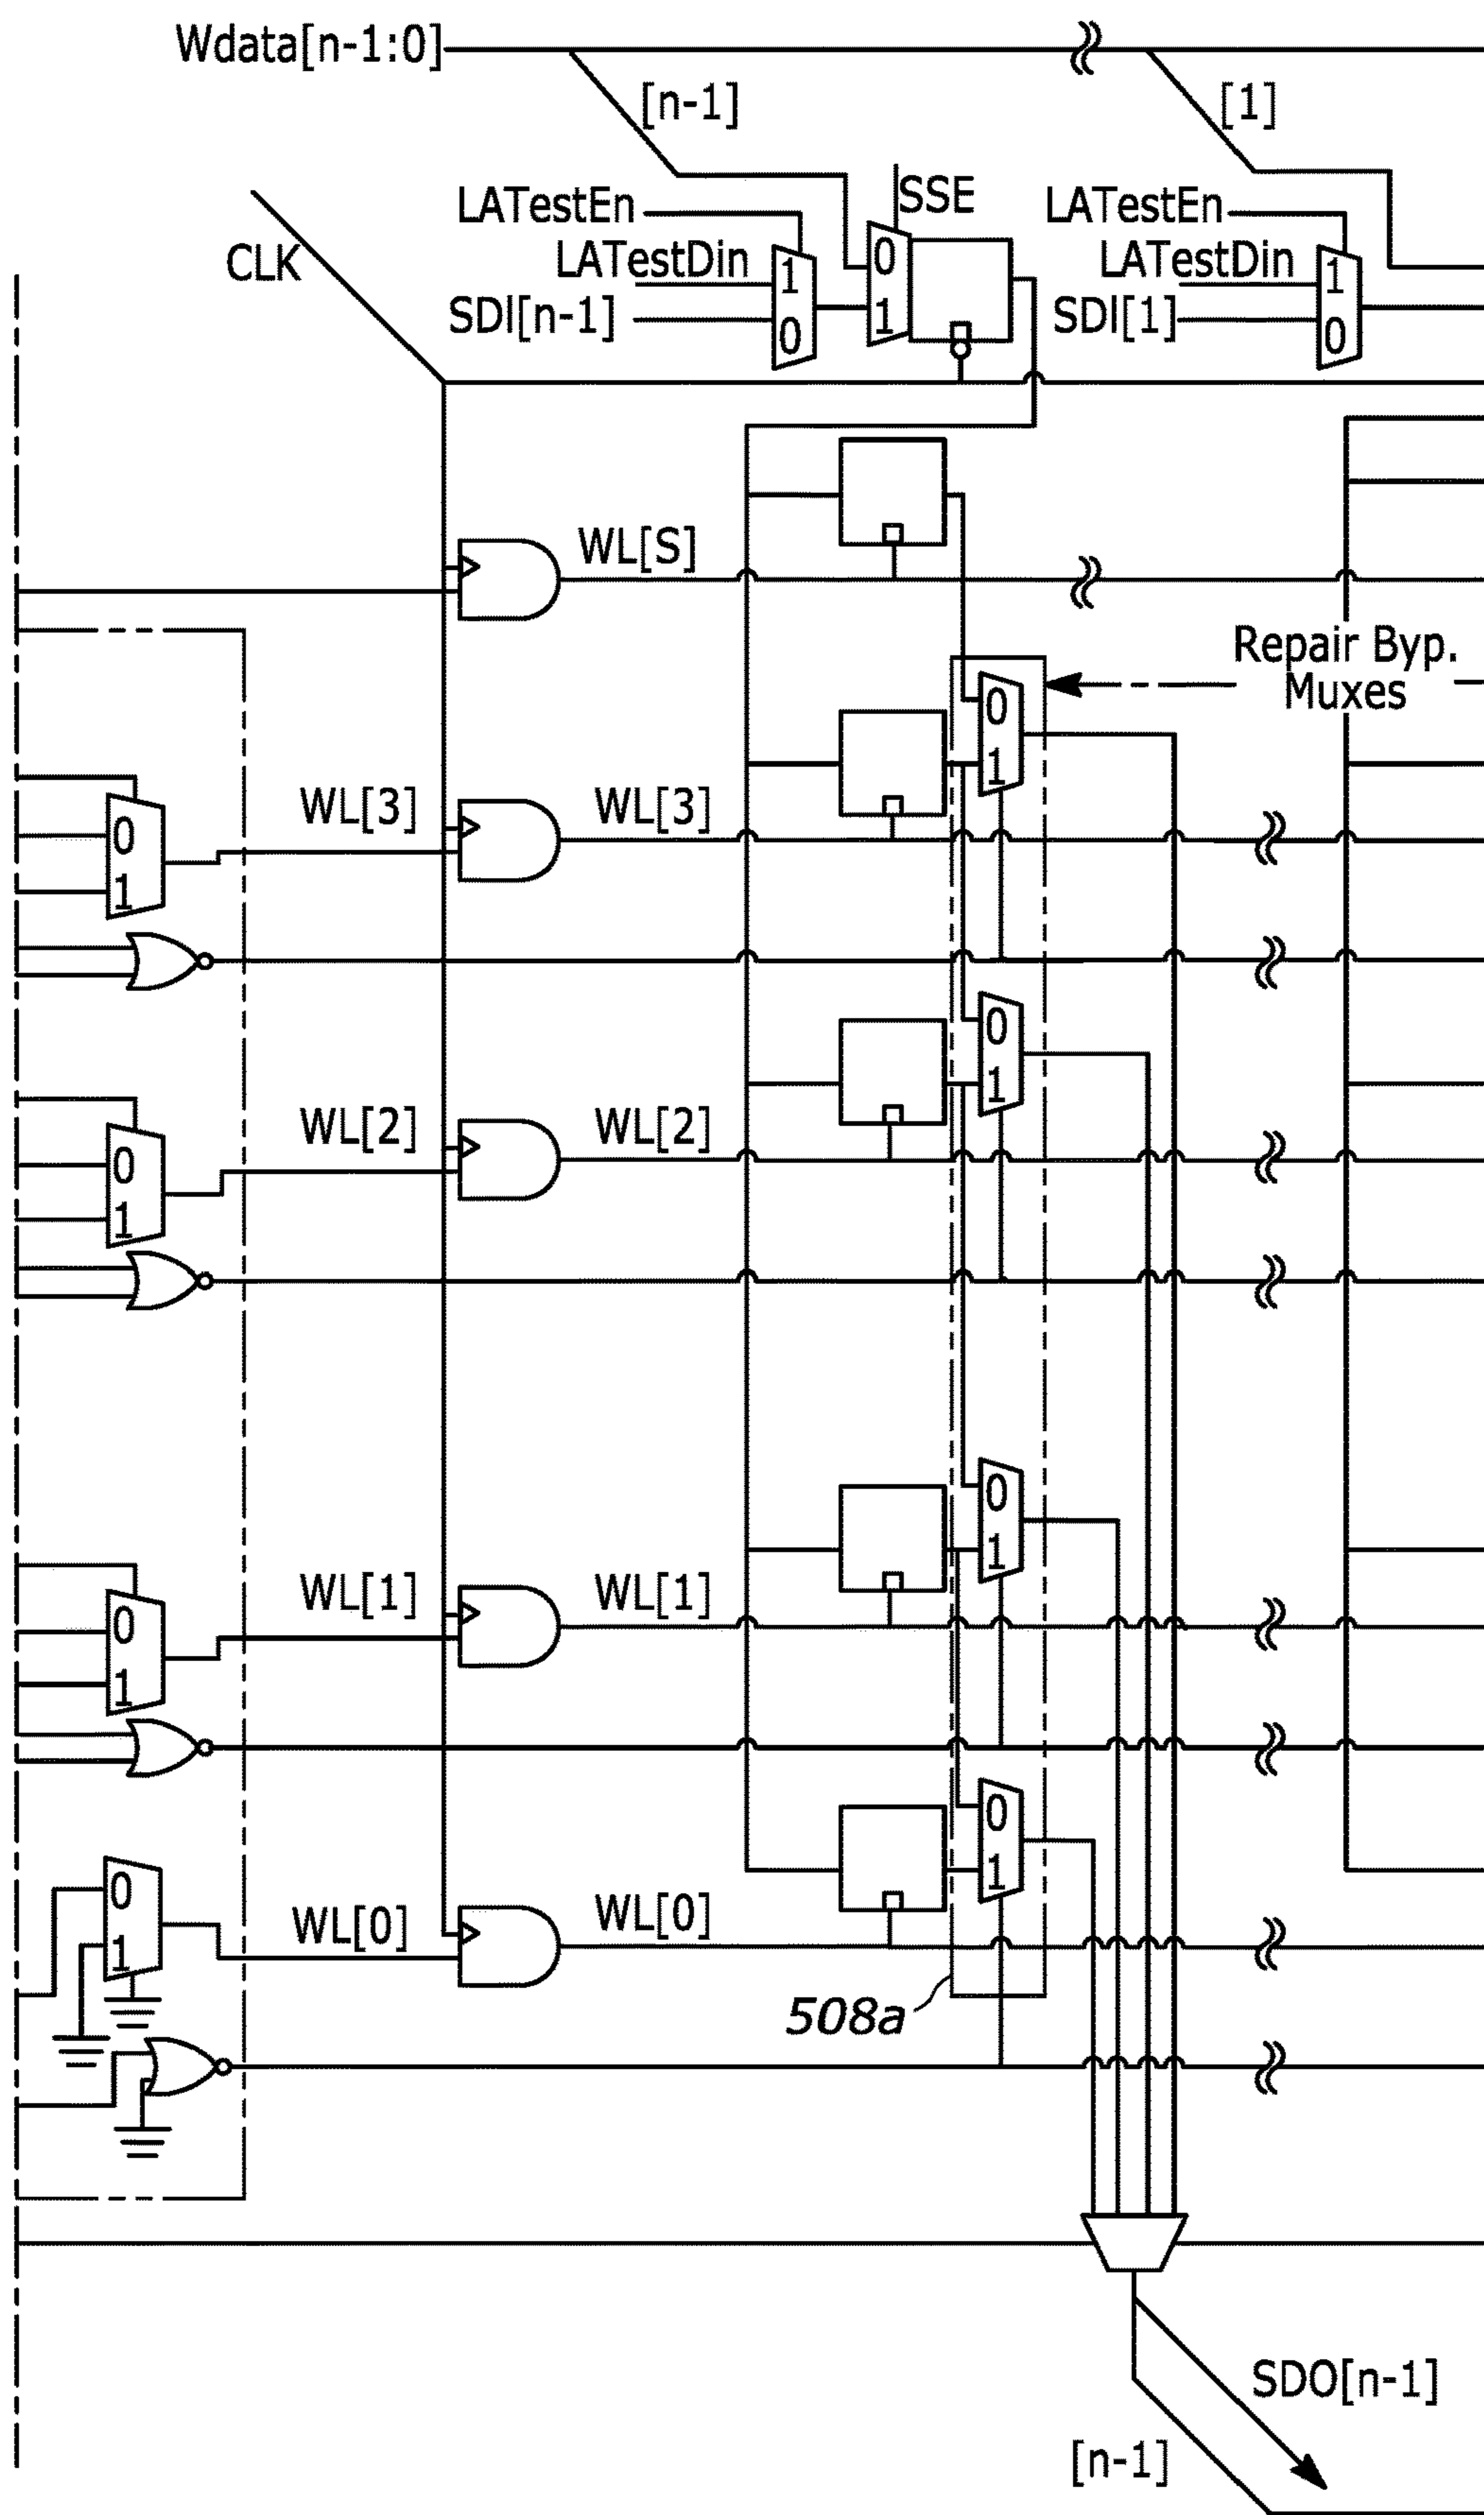 Wdata[n-1:0]
[n-1]
[1]
SSE
LATestEn
LATestEn
CLK
LATestDin
LATestDin
0
1
1
SDI[n-1]
SDI[1]
1
0
0
WL[S]
Repair Byp.
Muxes
0
1
WL[3]
WL[3]
0
1
0
1
WL[2]
WL[2]
0
1
0
1
WL[1]
WL[1]
0
1
0
1
WL[0]
WL[0]
0
1
508a
SDO[n-1]
[n-1]